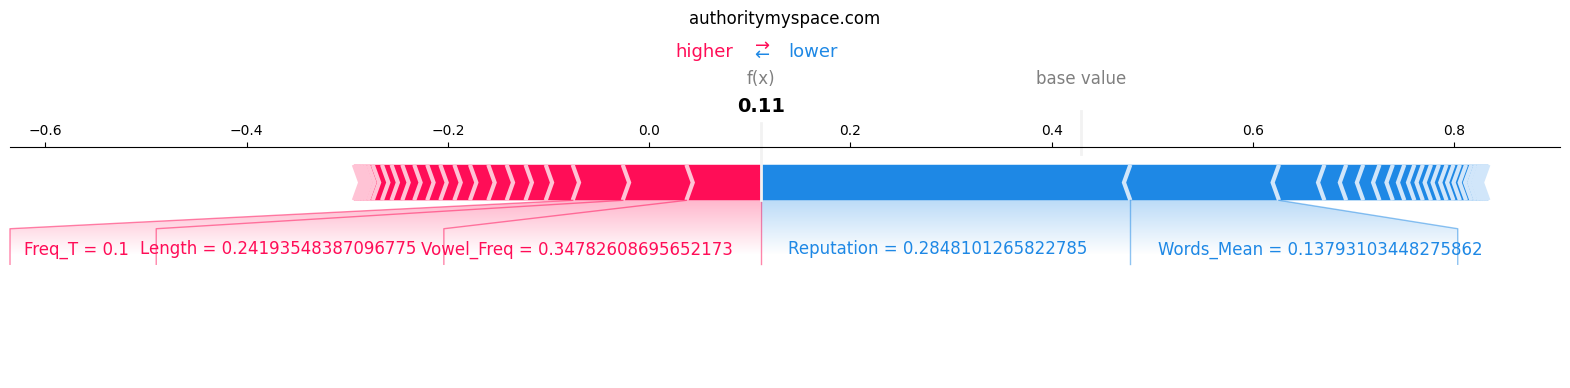 authoritymyspace.com
higher → lower
←
f(x) base value
0.11
−0.6 −0.4 −0.2 0.0 0.2 0.4 0.6 0.8
Freq_T = 0.1 Length = 0.24193548387096775 Vowel_Freq = 0.34782608695652173 Reputation = 0.2848101265822785 Words_Mean = 0.13793103448275862